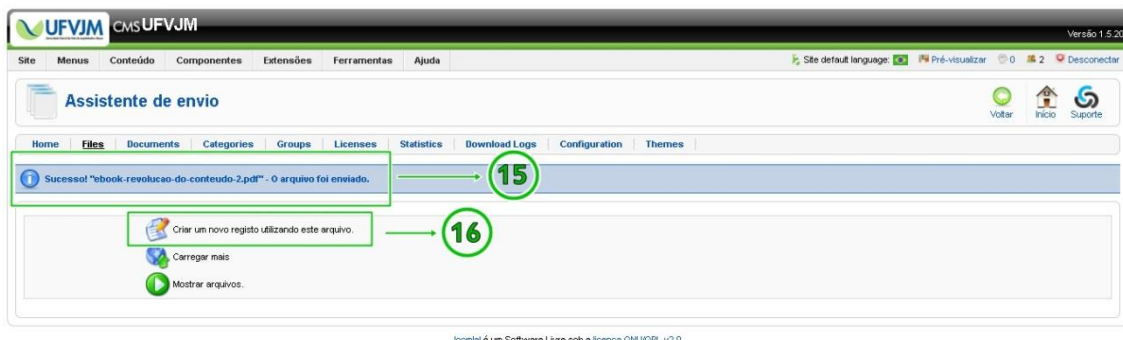 UFVJM CMS UFVJM
Versão 1.5.20
Site Menus Conteúdo Componentes Extensões Ferramentas Ajuda Site default language: Pré-visualizar 0 2 Desconectar
Assistente de envio
Voltar Início Suporte
Home Files Documents Categories Groups Licenses Statistics Download Logs Configuration Themes
Sucesso! "ebook-revolucao-do-conteudo-2.pdf" - O arquivo foi enviado. 15
Criar um novo registo utilizando este arquivo. 16
Carregar mais
Mostrar arquivos.
Joomla! é um Software Livre sob a licença GNU/GPL v2.0